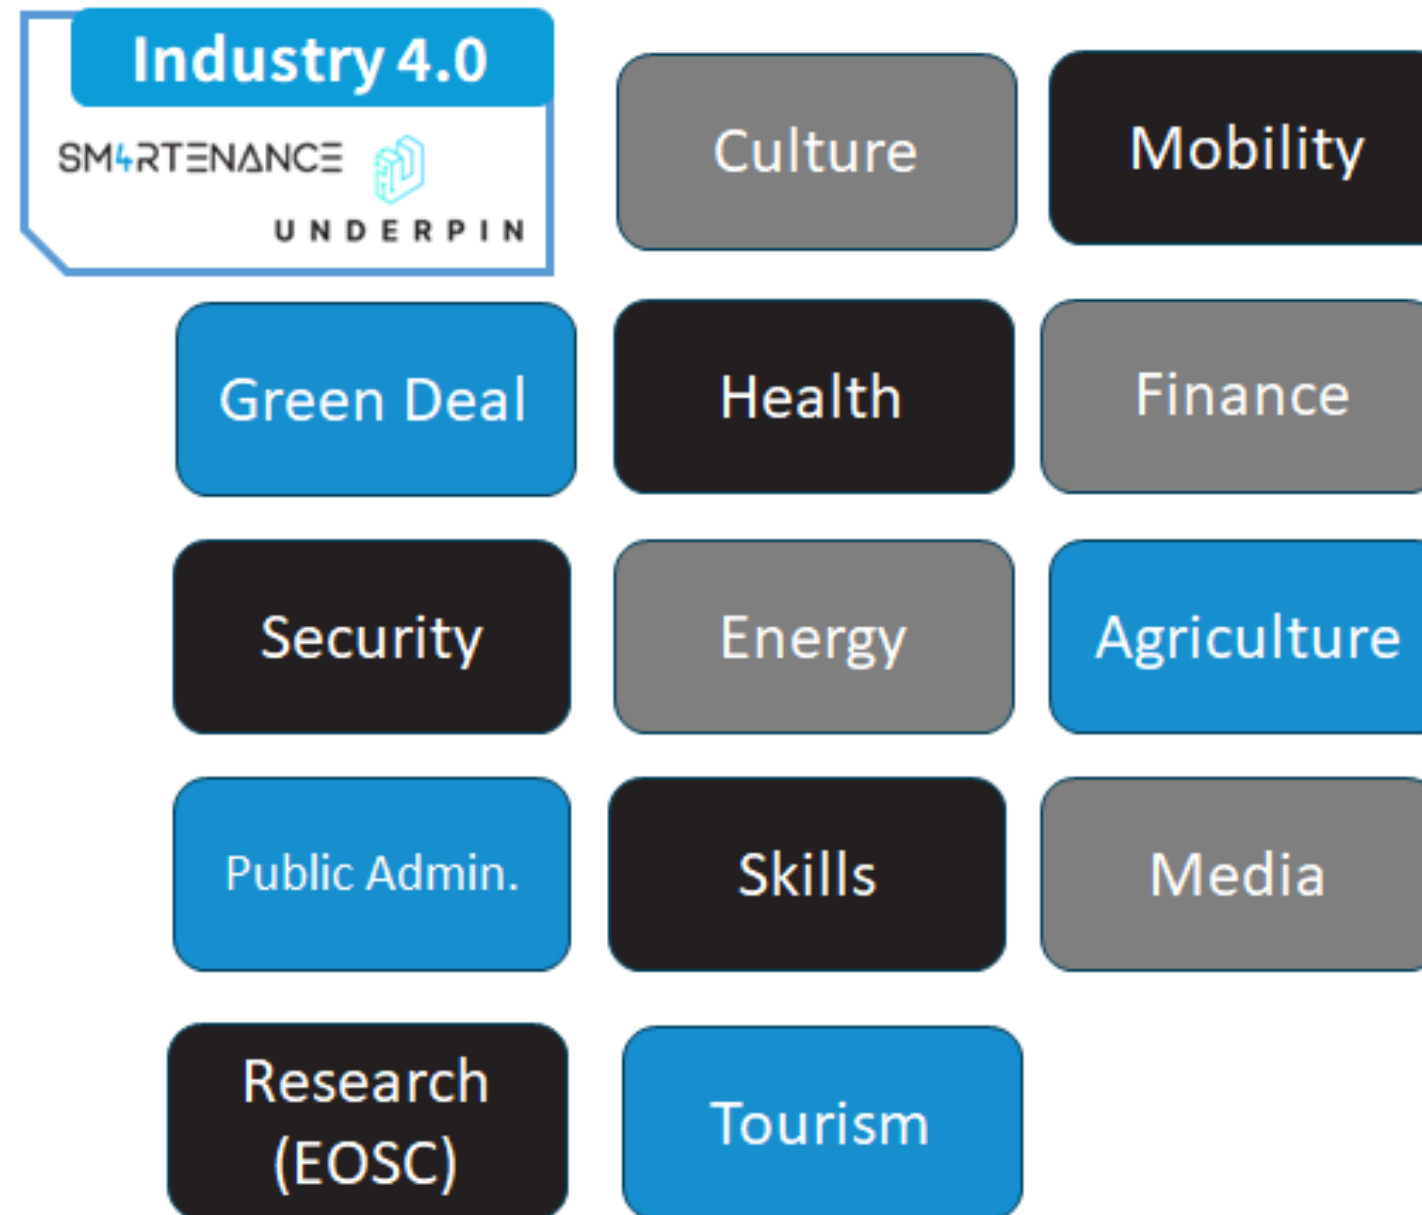 Industry 4.0
SM4RTENANCE
UNDERPIN
Culture
Mobility
Green Deal
Health
Finance
Security
Energy
Agriculture
Public Admin.
Skills
Media
Research
(EOSC)
Tourism